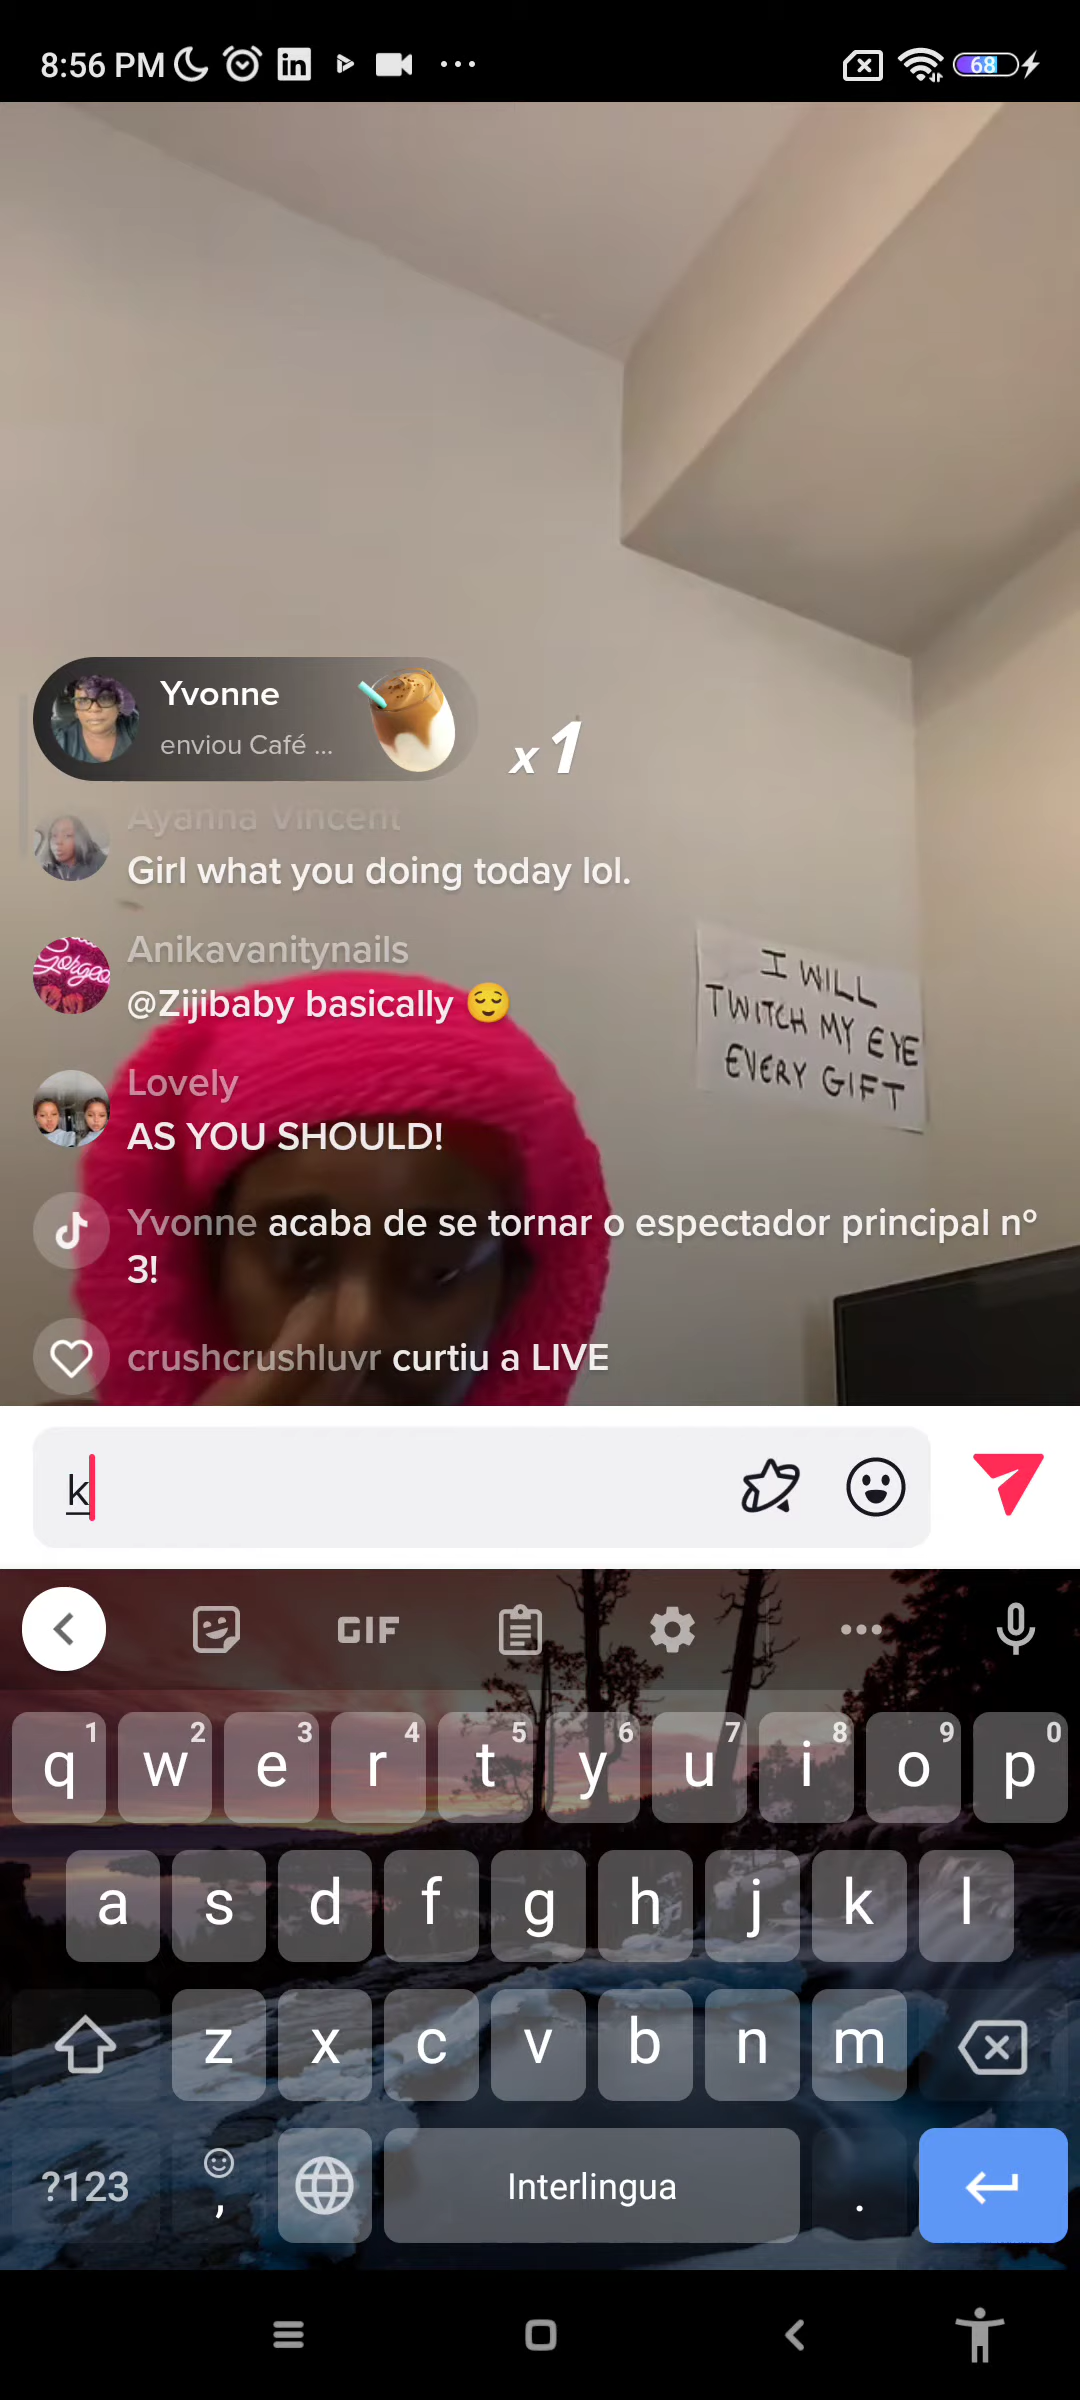 8:56 PM
68
Yvonne
enviou Café ...
x1
Ayanna Vincent
Girl what you doing today lol.
Gorgeo
Anikavanitynails
@Zijibaby basically 😌
I WILL
TWITCH MY EYE
EVERY GIFT
Lovely
AS YOU SHOULD!
Yvonne acaba de se tornar o espectador principal nº
3!
crushcrushluvr curtiu a LIVE
k
GIF
1 2 3 4 5 6 7 8 9 0
q w e r t y u i o p
a s d f g h j k l
z x c v b n m
?123 , Interlingua .